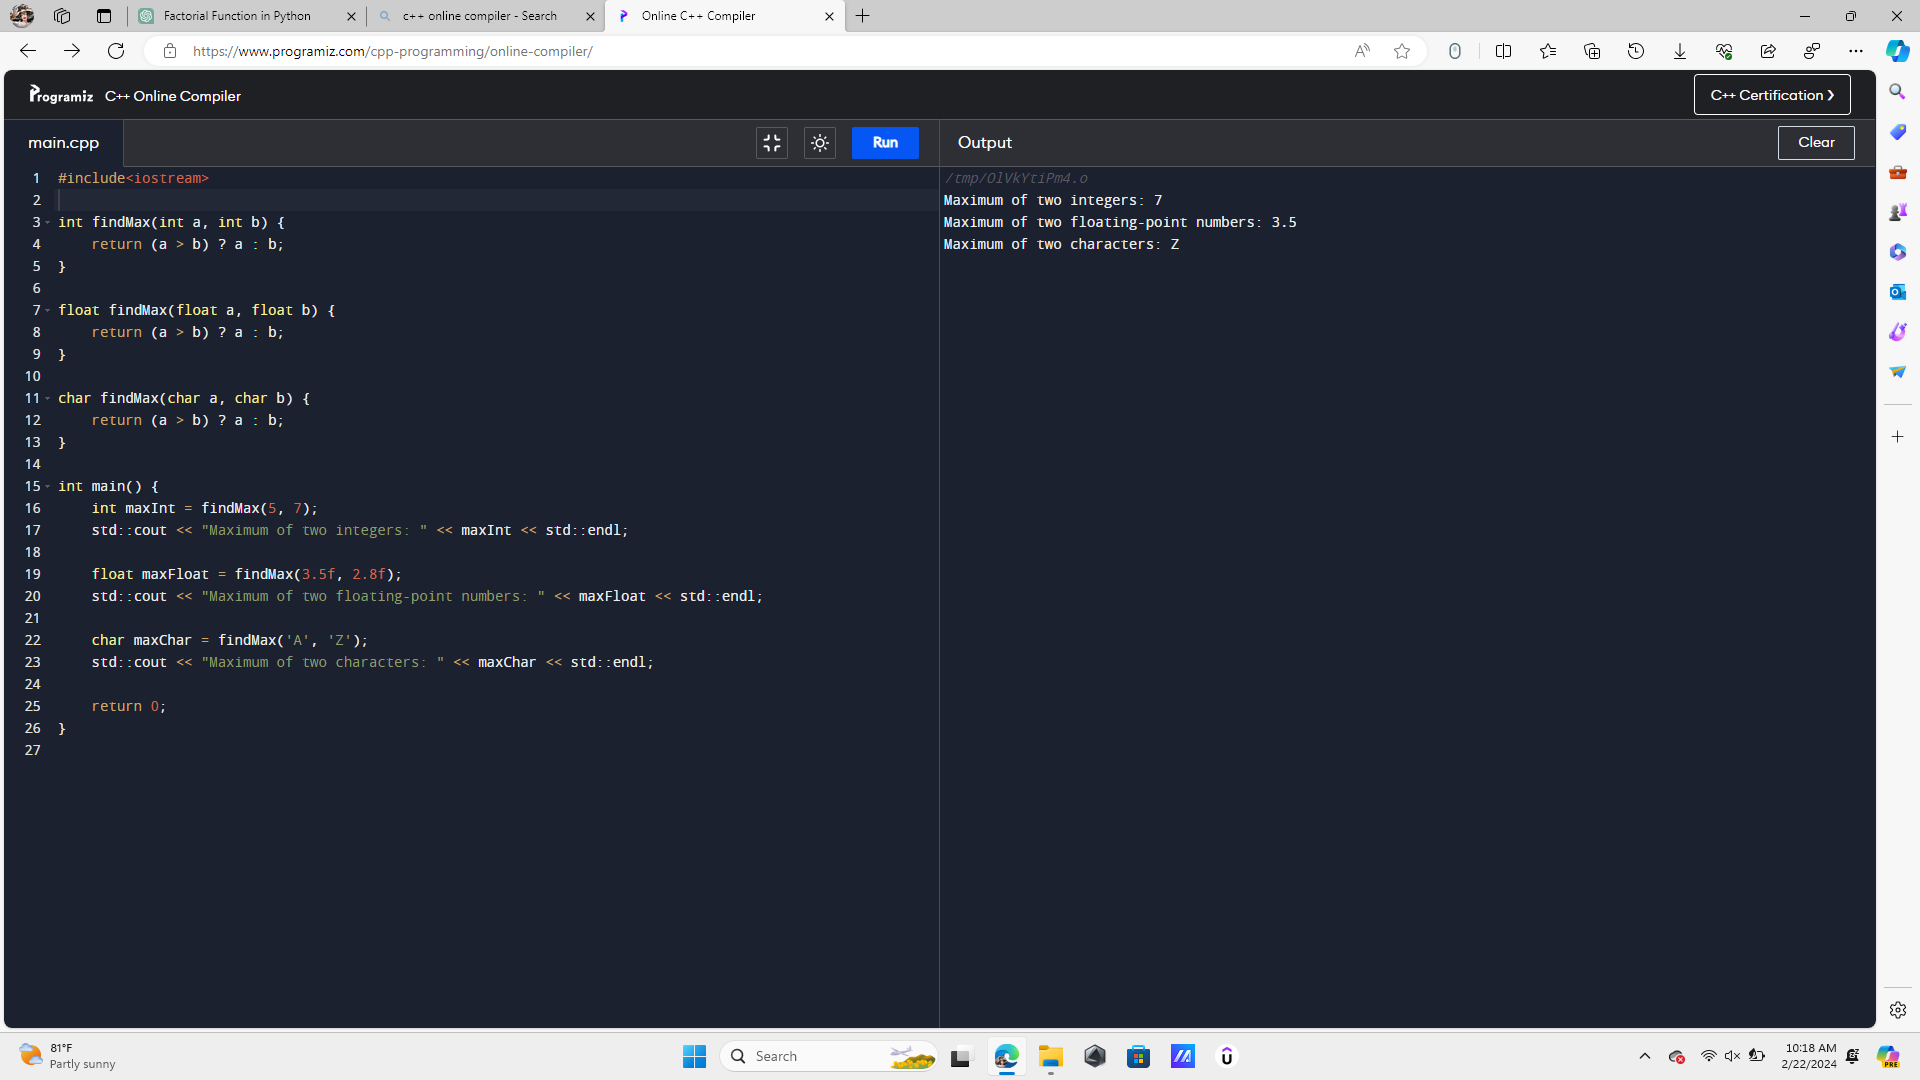 Factorial Function in Python
c++ online compiler - Search
Online C++ Compiler
https://www.programiz.com/cpp-programming/online-compiler/
Programiz C++ Online Compiler
C++ Certification ❯
main.cpp
Run
Output
Clear
1 #include<iostream>
2
3 int findMax(int a, int b) {
4     return (a > b) ? a : b;
5 }
6
7 float findMax(float a, float b) {
8     return (a > b) ? a : b;
9 }
10
11 char findMax(char a, char b) {
12     return (a > b) ? a : b;
13 }
14
15 int main() {
16     int maxInt = findMax(5, 7);
17     std::cout << "Maximum of two integers: " << maxInt << std::endl;
18
19     float maxFloat = findMax(3.5f, 2.8f);
20     std::cout << "Maximum of two floating-point numbers: " << maxFloat << std::endl;
21
22     char maxChar = findMax('A', 'Z');
23     std::cout << "Maximum of two characters: " << maxChar << std::endl;
24
25     return 0;
26 }
27
/tmp/OlVkYtiPm4.o
Maximum of two integers: 7
Maximum of two floating-point numbers: 3.5
Maximum of two characters: Z
81°F
Partly sunny
Search
10:18 AM
2/22/2024
PRE